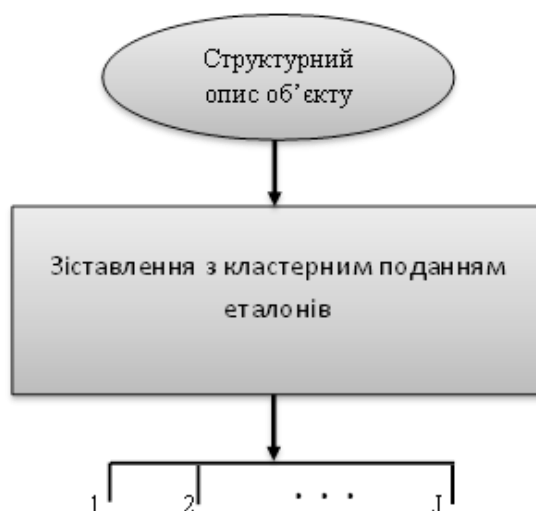 Структурний
опис об’єкту
Зіставлення з кластерним поданням
еталонів
1 2 . . . J